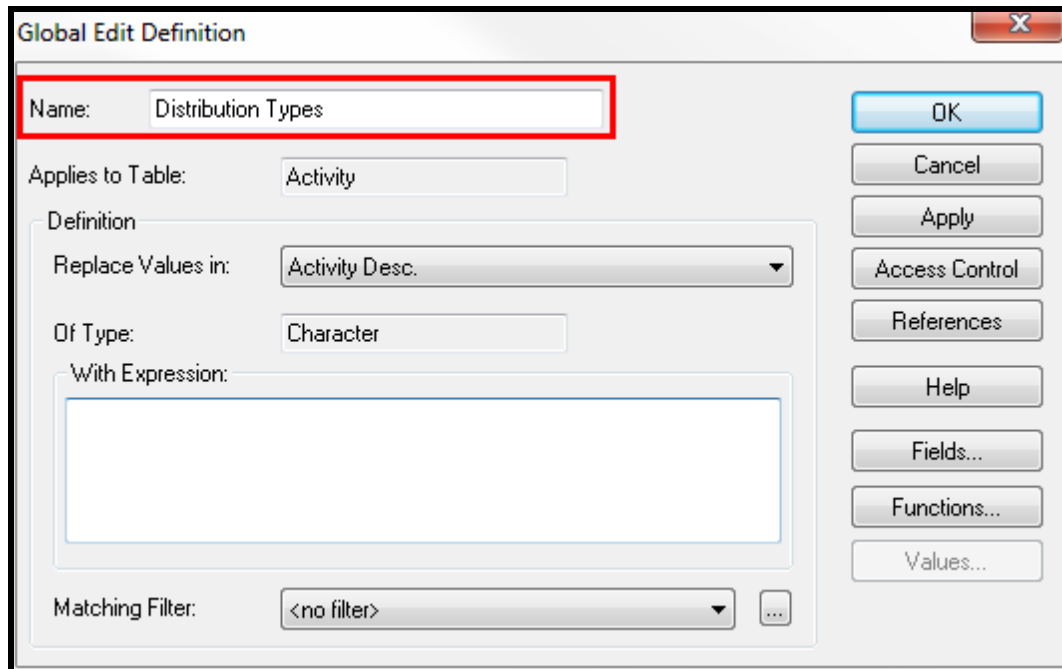 Global Edit Definition
X
Name: Distribution Types
OK
Applies to Table: Activity
Cancel
Definition
Apply
Replace Values in: Activity Desc.
Access Control
Of Type: Character
References
With Expression:
Help
Fields...
Functions...
Values...
Matching Filter: <no filter> ...